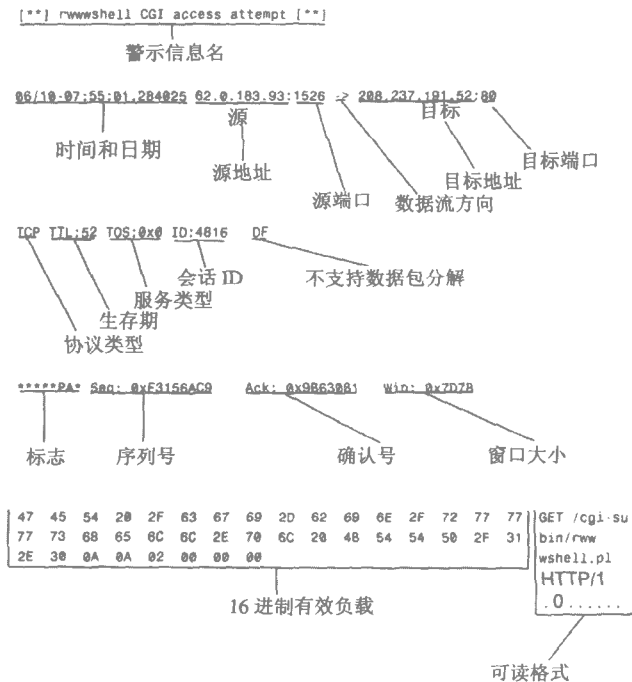 [**] rwwwshell CGI access attempt [**]
警示信息名
06/10-07:55:01.284025 62.0.183.93:1526 -> 208.237.191.52:80
源
目标
时间和日期
源地址
源端口
数据流方向
目标地址
目标端口
TCP TTL:52 TOS:0x0 ID:4816 DF
会话 ID
不支持数据包分解
服务类型
生存期
协议类型
*****PA* Seq: 0xF3156AC9 Ack: 0x9B63081 Win: 0x7D78
标志
序列号
确认号
窗口大小
47 45 54 20 2F 63 67 69 2D 62 69 6E 2F 72 77 77 GET /cgi-su
77 73 68 65 6C 6C 2E 70 6C 20 48 54 54 50 2F 31 bin/rww
2E 30 0A 0A 02 00 00 00 wshell.pl
HTTP/1
.0......
16 进制有效负载
可读格式